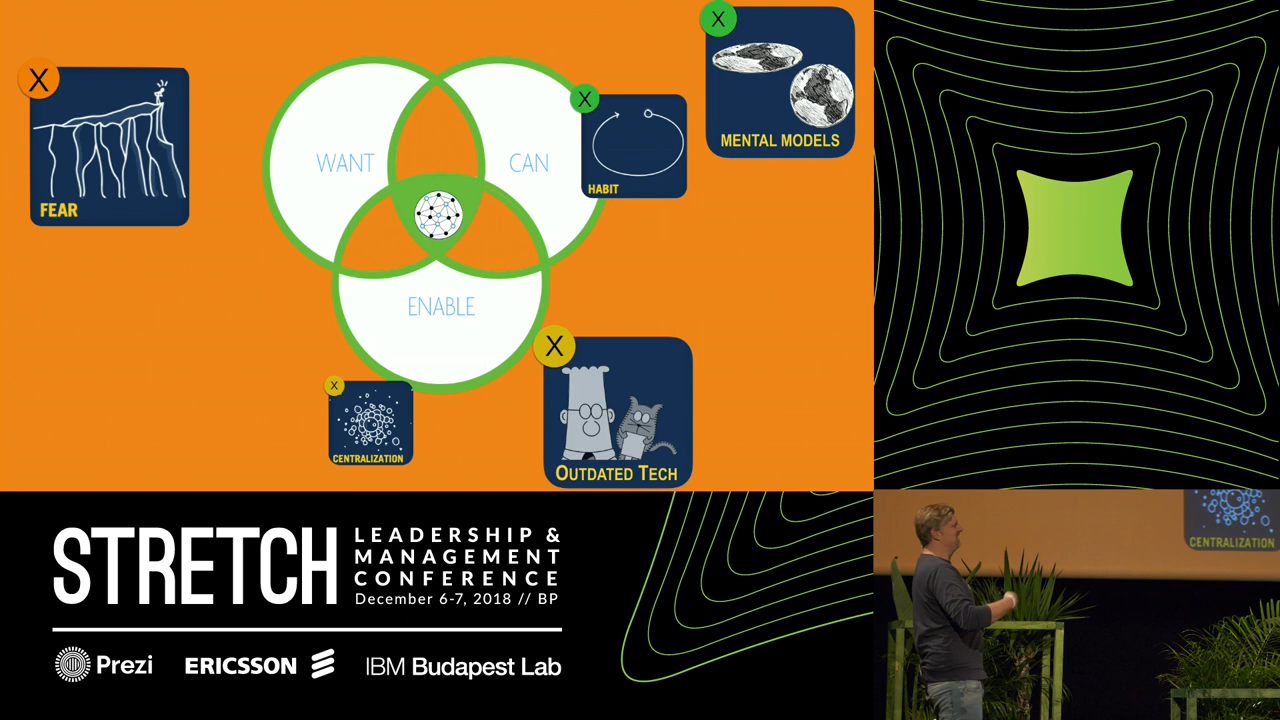 X
MENTAL MODELS
X
FEAR
WANT
CAN
X
HABIT
ENABLE
X
OUTDATED TECH
X
CENTRALIZATION
STRETCH
LEADERSHIP &
MANAGEMENT
CONFERENCE
December 6-7, 2018 // BP
Prezi
ERICSSON
IBM Budapest Lab
CENTRALIZATION